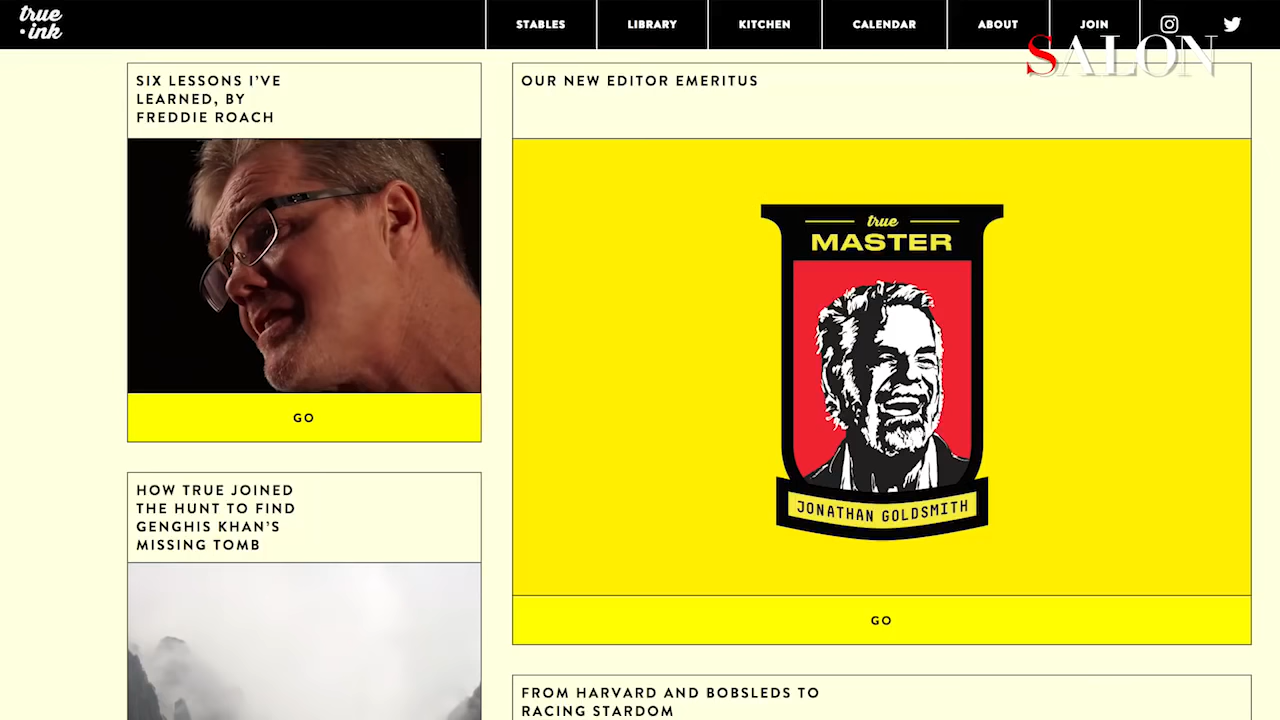 true
ink
STABLES
LIBRARY
KITCHEN
CALENDAR
ABOUT
JOIN
SALON
SIX LESSONS I'VE
LEARNED, BY
FREDDIE ROACH
GO
HOW TRUE JOINED
THE HUNT TO FIND
GENGHIS KHAN'S
MISSING TOMB
OUR NEW EDITOR EMERITUS
true
MASTER
JONATHAN GOLDSMITH
GO
FROM HARVARD AND BOBSLEDS TO
RACING STARDOM